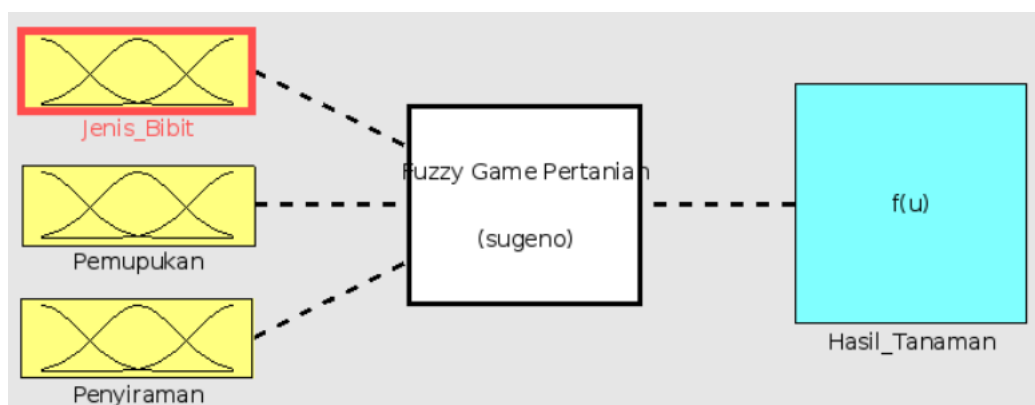 Jenis_Bibit
Pemupukan
Penyiraman
Fuzzy Game Pertanian
(sugeno)
f(u)
Hasil_Tanaman